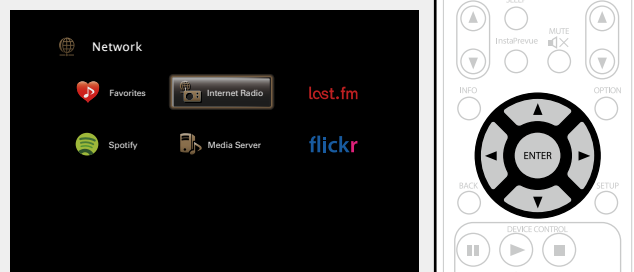 SLEEP
Network
InstaPrevue
MUTE
Favorites
Internet Radio
last.fm
INFO
OPTION
Spotify
Media Server
flickr
ENTER
BACK
SETUP
DEVICE CONTROL